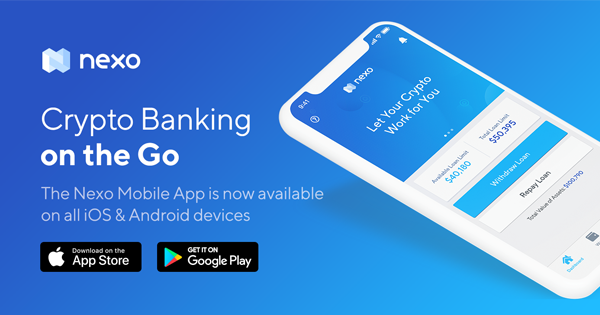 nexo
Crypto Banking
on the Go
The Nexo Mobile App is now available
on all iOS & Android devices
Download on the
App Store
GET IT ON
Google Play
9:41
nexo
Let Your Crypto
Work for You
Available Loan Limit
$40,180
Total Loan Limit
$50,395
Withdraw Loan
Repay Loan
Total Value of Assets: $100,790
Dashboard